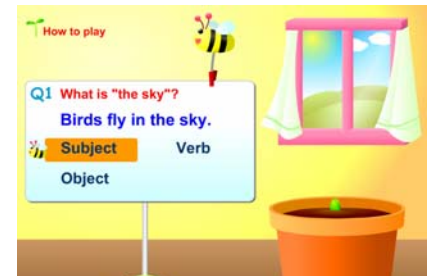 How to play
Q1 What is "the sky"?
Birds fly in the sky.
Subject Verb
Object